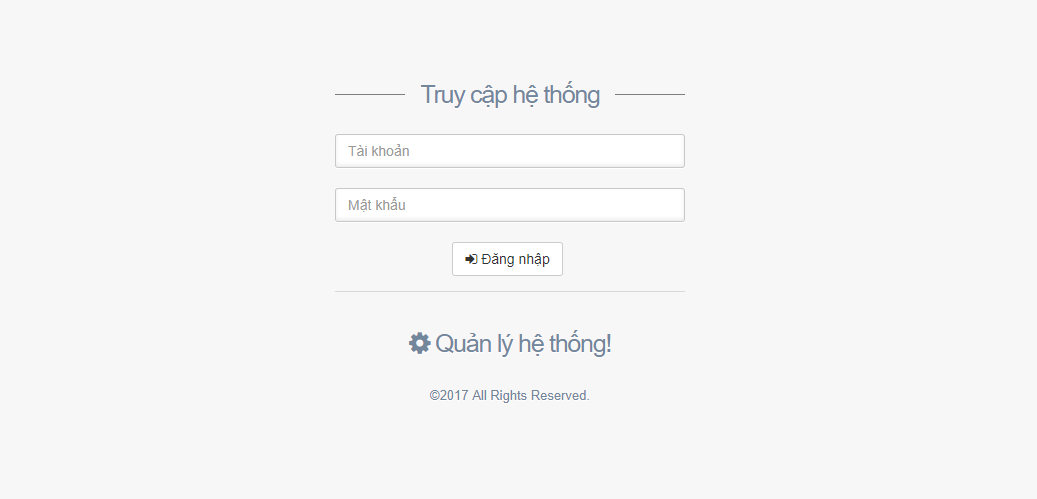 Truy cập hệ thống
Tài khoản
Mật khẩu
Đăng nhập
Quản lý hệ thống!
©2017 All Rights Reserved.